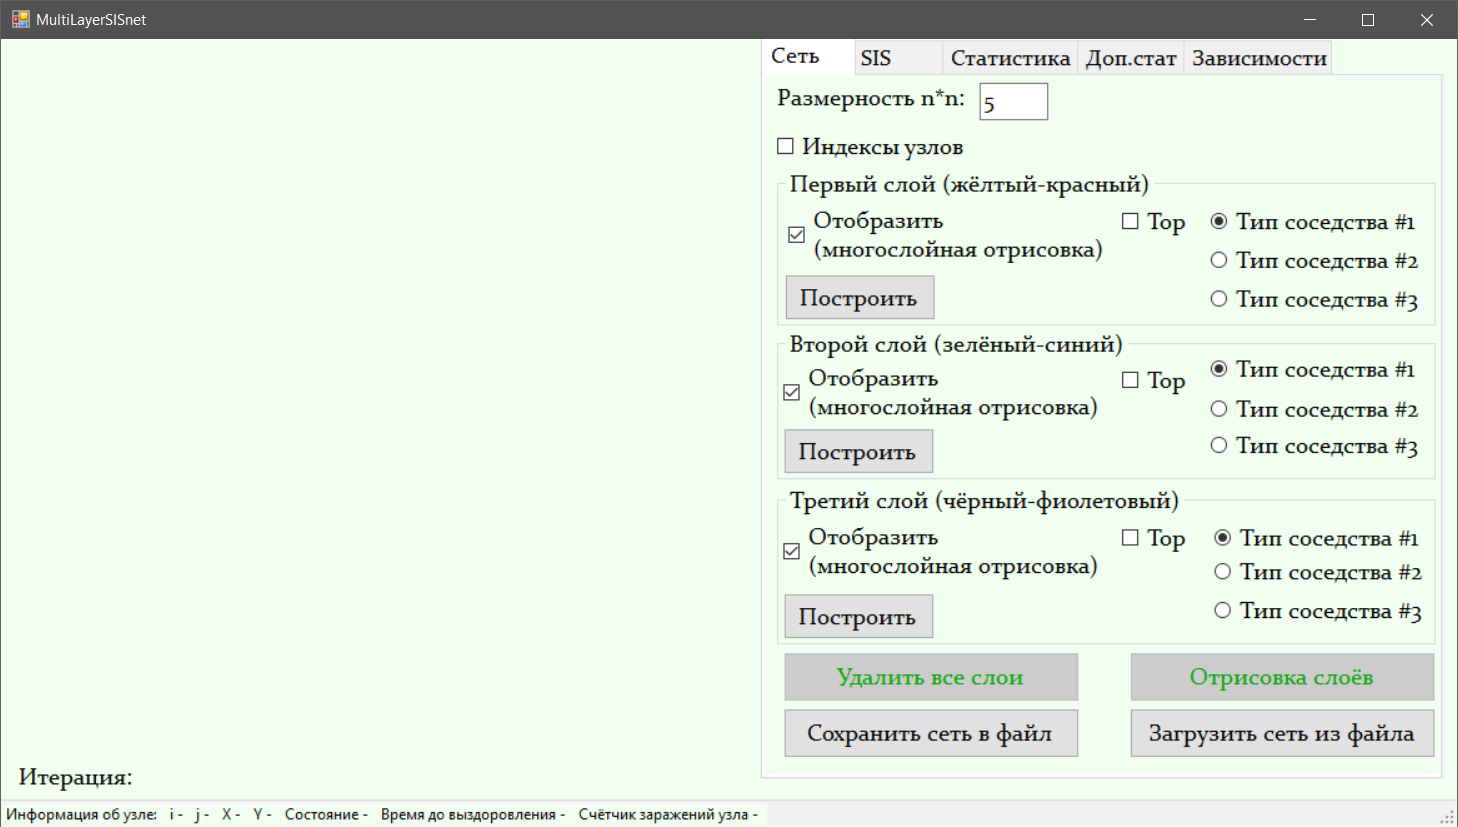 MultiLayerSISnet
Сеть SIS Статистика Доп.стат Зависимости
Размерность n*n: 5
Индексы узлов
Первый слой (жёлтый-красный)
Отобразить
(многослойная отрисовка)
Тор
Тип соседства #1
Тип соседства #2
Тип соседства #3
Построить
Второй слой (зелёный-синий)
Отобразить
(многослойная отрисовка)
Тор
Тип соседства #1
Тип соседства #2
Тип соседства #3
Построить
Третий слой (чёрный-фиолетовый)
Отобразить
(многослойная отрисовка)
Тор
Тип соседства #1
Тип соседства #2
Тип соседства #3
Построить
Удалить все слои Отрисовка слоёв
Сохранить сеть в файл Загрузить сеть из файла
Итерация:
Информация об узле: i - j - X - Y - Состояние - Время до выздоровления - Счётчик заражений узла -